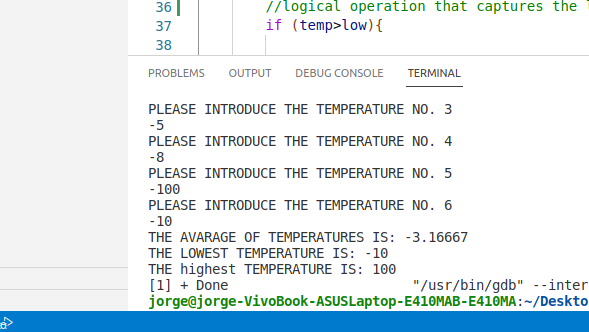 36 //logical operation that captures the
37 if (temp>low){
38
PROBLEMS OUTPUT DEBUG CONSOLE TERMINAL
PLEASE INTRODUCE THE TEMPERATURE NO. 3
-5
PLEASE INTRODUCE THE TEMPERATURE NO. 4
-8
PLEASE INTRODUCE THE TEMPERATURE NO. 5
-100
PLEASE INTRODUCE THE TEMPERATURE NO. 6
-10
THE AVARAGE OF TEMPERATURES IS: -3.16667
THE LOWEST TEMPERATURE IS: -10
THE highest TEMPERATURE IS: 100
[1] + Done "/usr/bin/gdb" --inter
jorge@jorge-VivoBook-ASUSLaptop-E410MAB-E410MA:~/Deskto